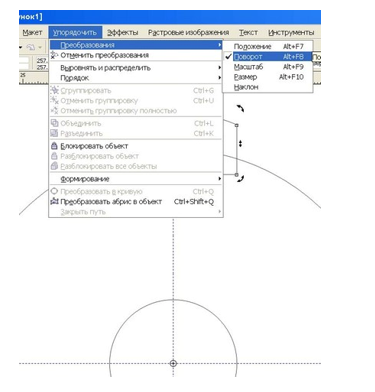 унок1]
Макет Упорядочить Эффекты Растровые изображения Текст Инструменты
Преобразования
Отменить преобразования
Выровнять и распределить
Порядок
Сгруппировать Ctrl+G
Отменить группировку Ctrl+U
Отменить группировку полностью
Объединить Ctrl+L
Разъединить Ctrl+K
Блокировать объект
Разблокировать объект
Разблокировать все объекты
Формирование
Преобразовать в кривую Ctrl+Q
Преобразовать абрис в объект Ctrl+Shift+Q
Закрыть путь
Положение Alt+F7
Поворот Alt+F8
Масштаб Alt+F9
Размер Alt+F10
Наклон
257.
257.
25